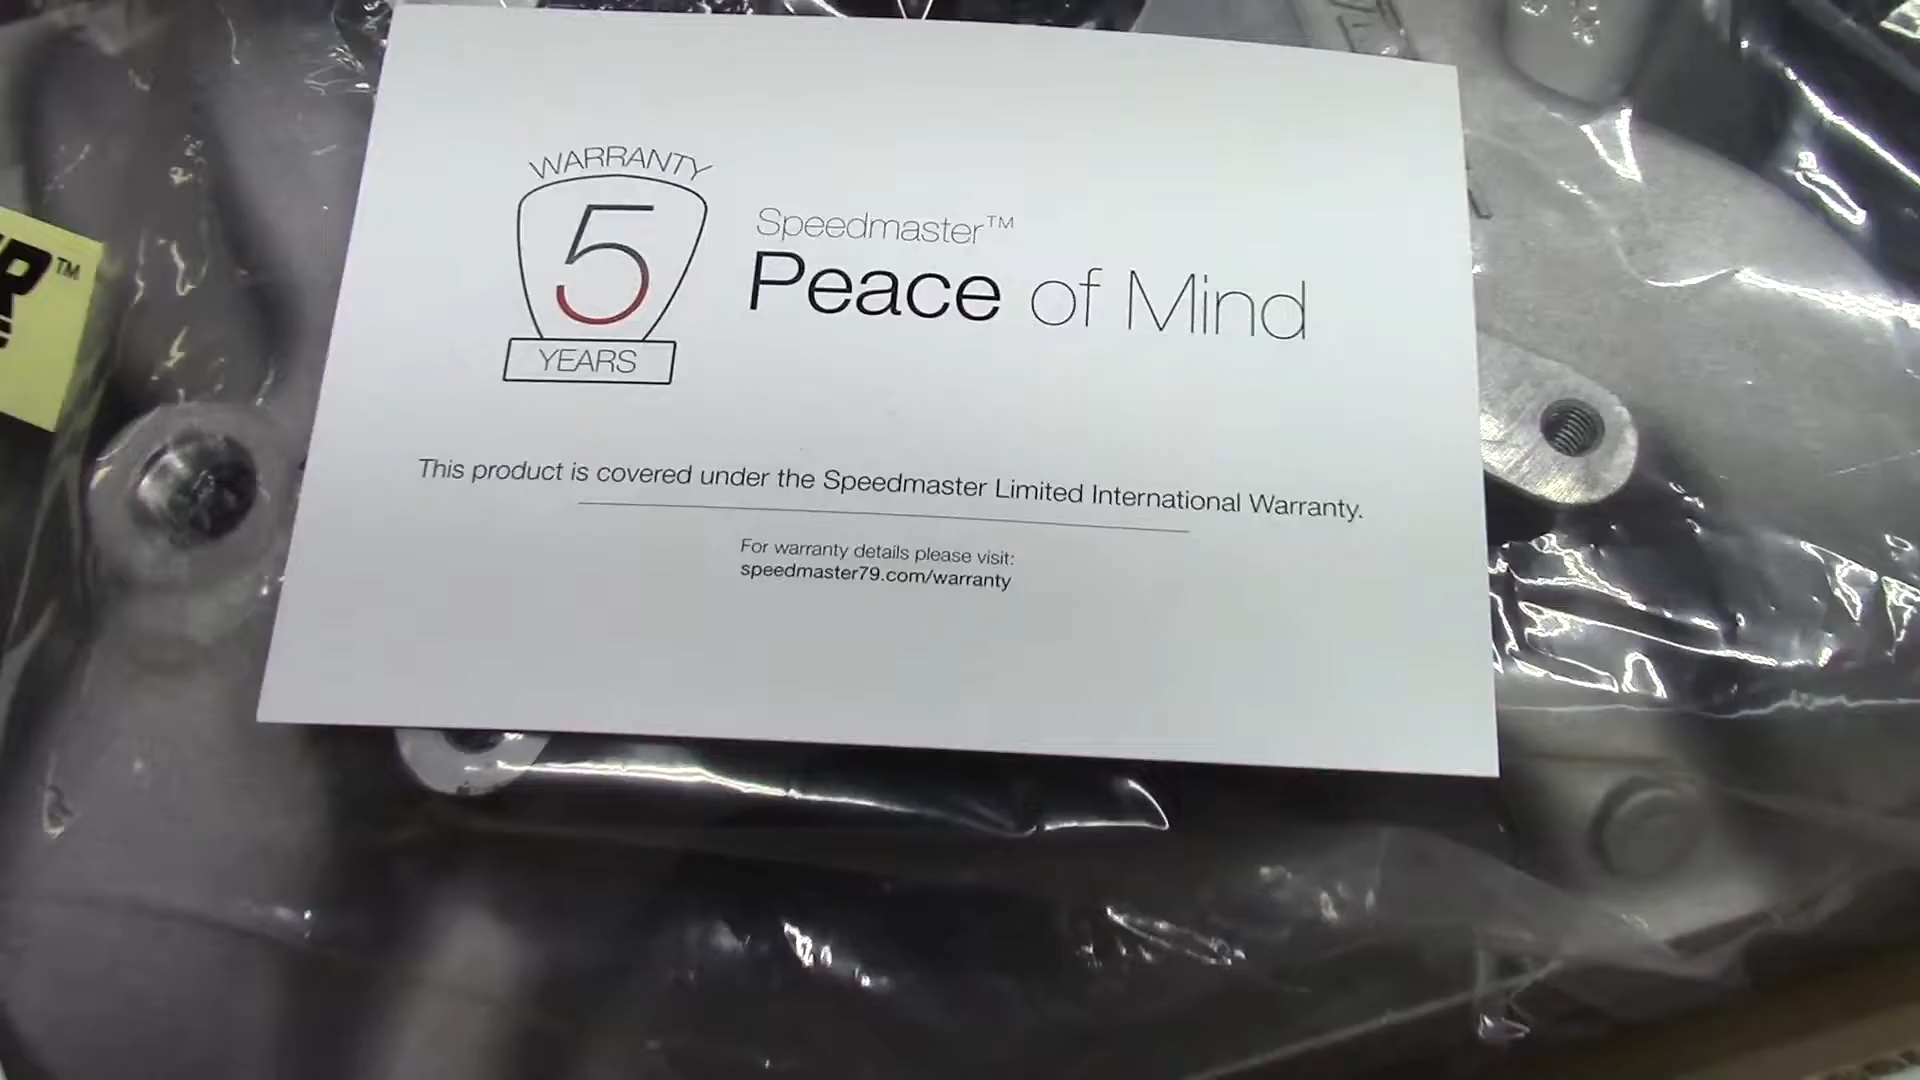 WARRANTY
5
YEARS
Speedmaster™
Peace of Mind
This product is covered under the Speedmaster Limited International Warranty.
For warranty details please visit:
speedmaster79.com/warranty
R™